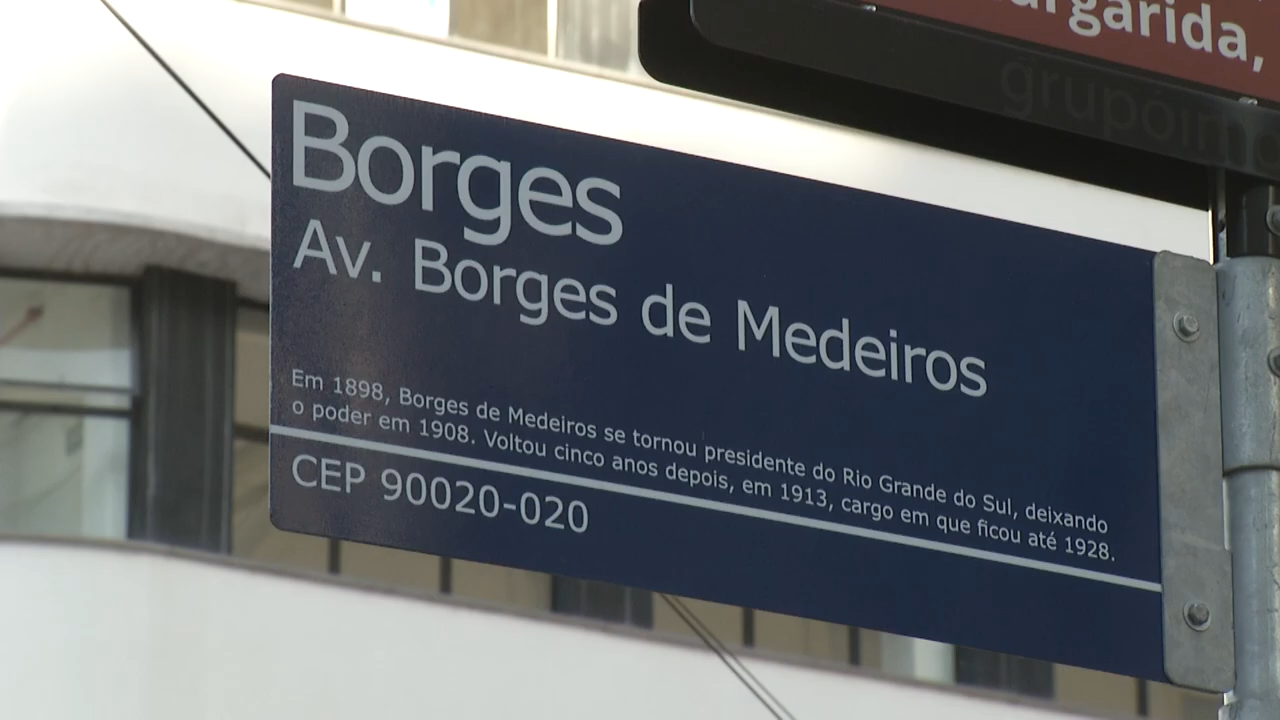 argarida,
Borges
Av. Borges de Medeiros
Em 1898, Borges de Medeiros se tornou presidente do Rio Grande do Sul, deixando
o poder em 1908. Voltou cinco anos depois, em 1913, cargo em que ficou até 1928.
CEP 90020-020